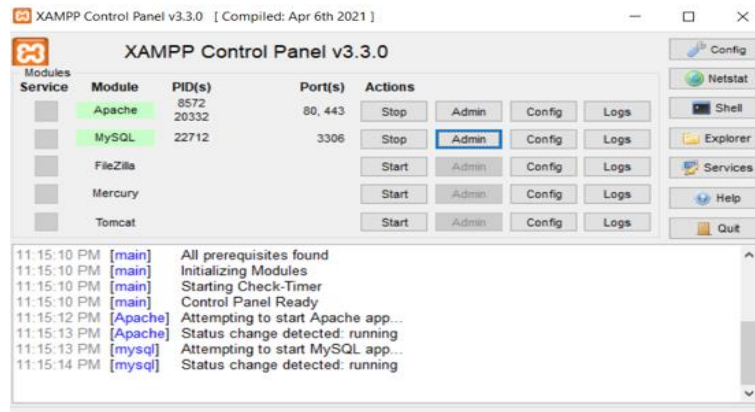 XAMPP Control Panel v3.3.0 [ Compiled: Apr 6th 2021 ]
XAMPP Control Panel v3.3.0
Config
Modules
Service Module PID(s) Port(s) Actions
Netstat
Apache 8572 20332 80, 443 Stop Admin Config Logs
Shell
MySQL 22712 3306 Stop Admin Config Logs
Explorer
FileZilla Start Admin Config Logs
Services
Mercury Start Admin Config Logs
Help
Tomcat Start Admin Config Logs
Quit
11:15:10 PM [main] All prerequisites found
11:15:10 PM [main] Initializing Modules
11:15:10 PM [main] Starting Check-Timer
11:15:10 PM [main] Control Panel Ready
11:15:12 PM [Apache] Attempting to start Apache app...
11:15:13 PM [Apache] Status change detected: running
11:15:13 PM [mysql] Attempting to start MySQL app...
11:15:14 PM [mysql] Status change detected: running